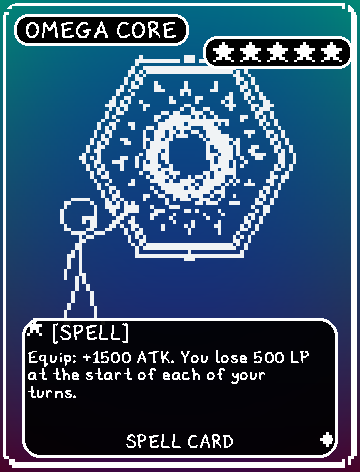 OMEGA CORE
[SPELL]
Equip: +1500 ATK. You lose 500 LP
at the start of each of your
turns.
SPELL CARD